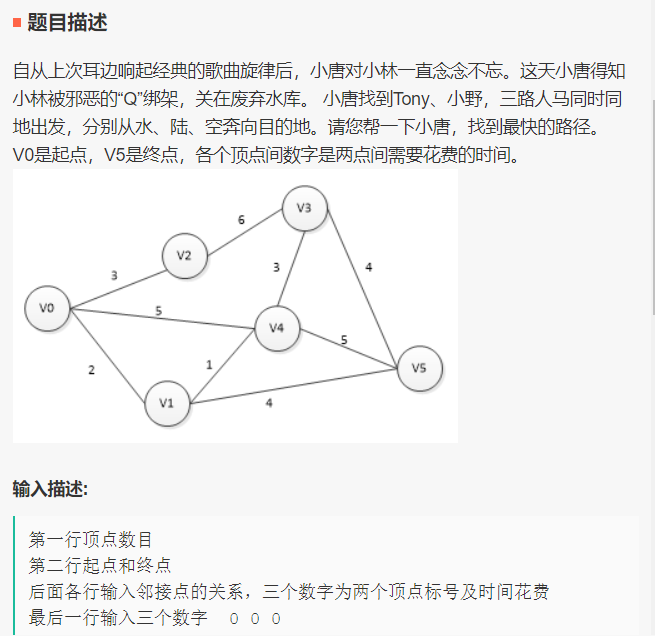 题目描述
自从上次耳边响起经典的歌曲旋律后，小唐对小林一直念念不忘。这天小唐得知
小林被邪恶的“Q”绑架，关在废弃水库。 小唐找到Tony、小野，三路人马同时同
地出发，分别从水、陆、空奔向目的地。请您帮一下小唐，找到最快的路径。
V0是起点，V5是终点，各个顶点间数字是两点间需要花费的时间。
V3
6
V2
3
3
4
V0
5
V4
5
2
1
V5
V1
4
输入描述:
第一行顶点数目
第二行起点和终点
后面各行输入邻接点的关系，三个数字为两个顶点标号及时间花费
最后一行输入三个数字 0 0 0